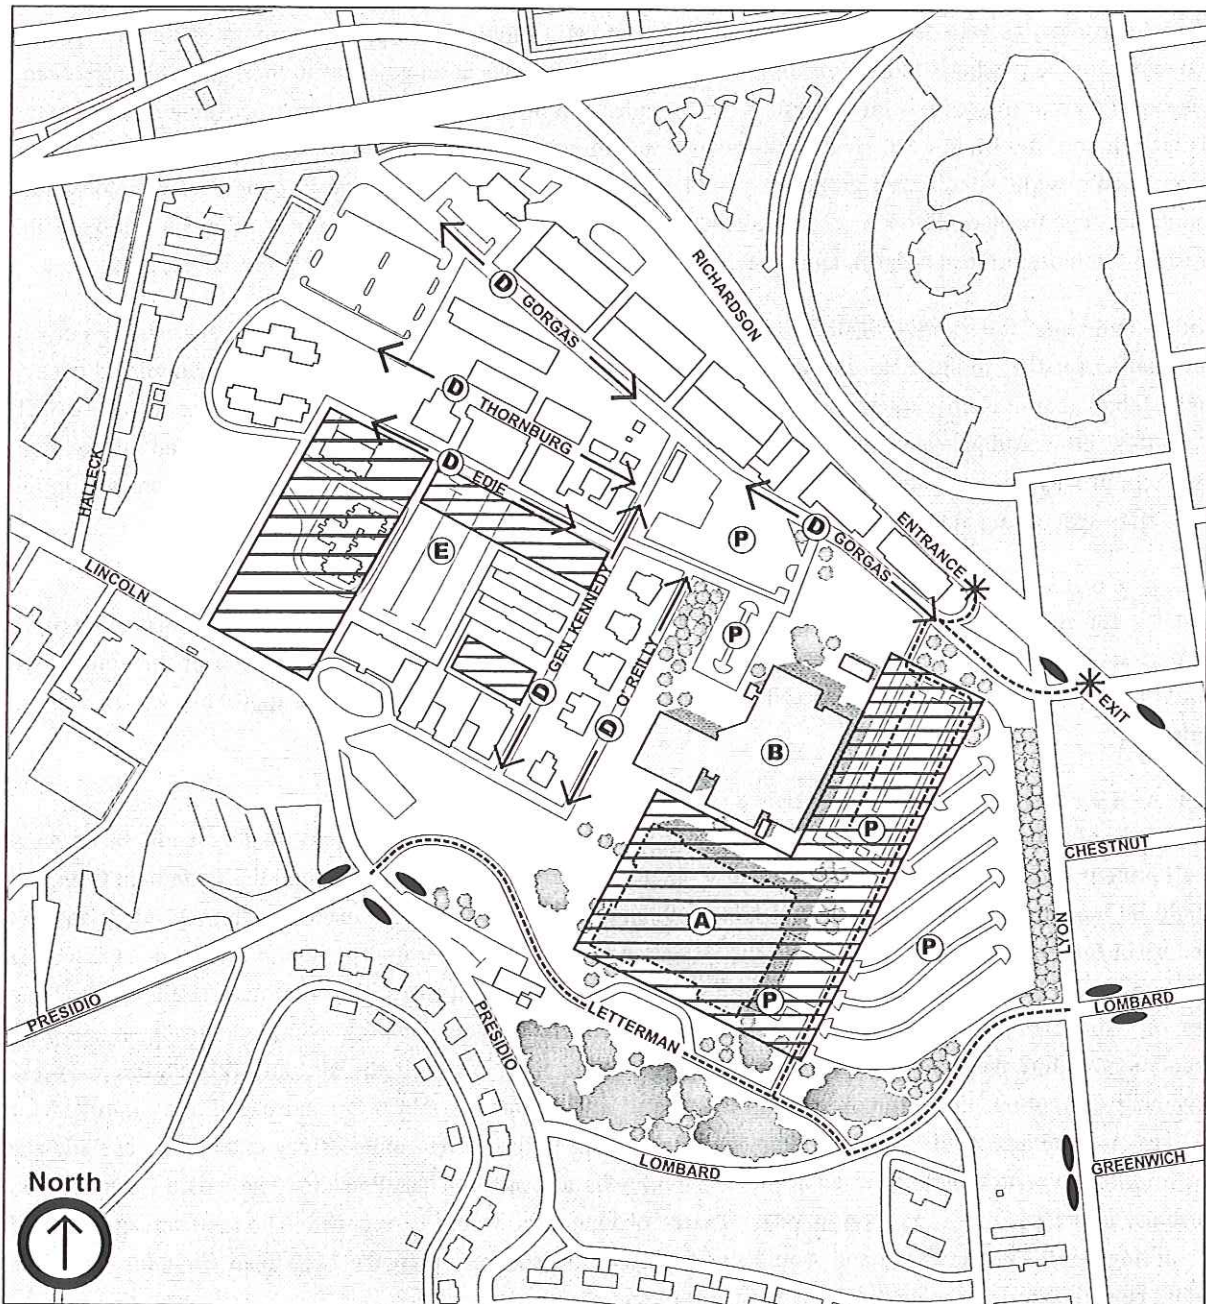 RICHARDSON
D
GORGAS
D
THORNBURG
D
EDIE
HALLECK
E
P
D
GORGAS
ENTRANCE
LINCOLN
GEN KENNEDY
D
O'REILLY
D
P
EXIT
B
P
CHESTNUT
A
P
P
LYON
LOMBARD
PRESIDIO
PRESIDIO
LETTERMAN
LOMBARD
GREENWICH
North